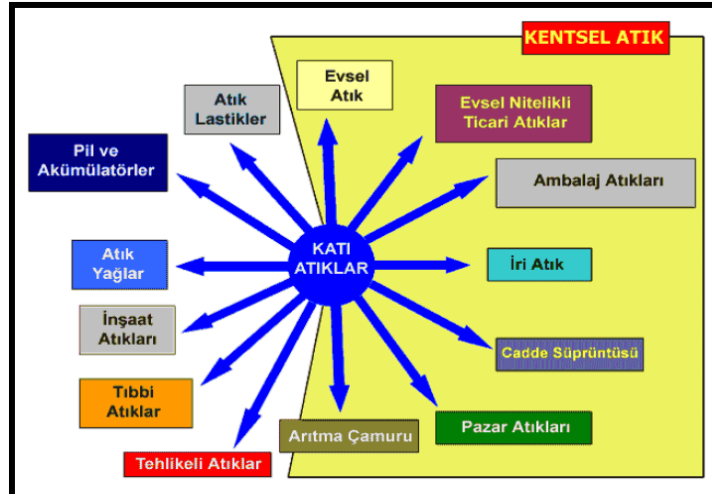 KENTSEL ATIK
Evsel
Atık
Atık
Lastikler
Evsel Nitelikli
Ticari Atıklar
Pil ve
Akümülatörler
Ambalaj Atıkları
KATI
ATIKLAR
Atık
Yağlar
İri Atık
İnşaat
Atıkları
Cadde Süprüntüsü
Tıbbi
Atıklar
Arıtma Çamuru
Pazar Atıkları
Tehlikeli Atıklar